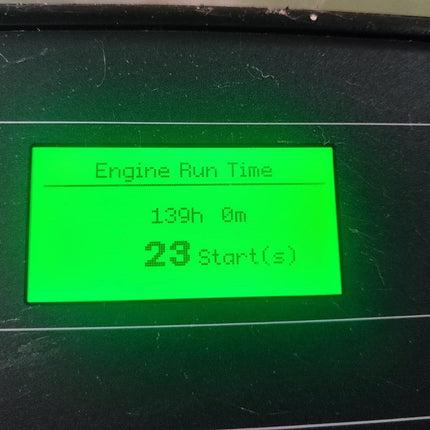 Engine Run Time
139h 0m
23 Start(s)